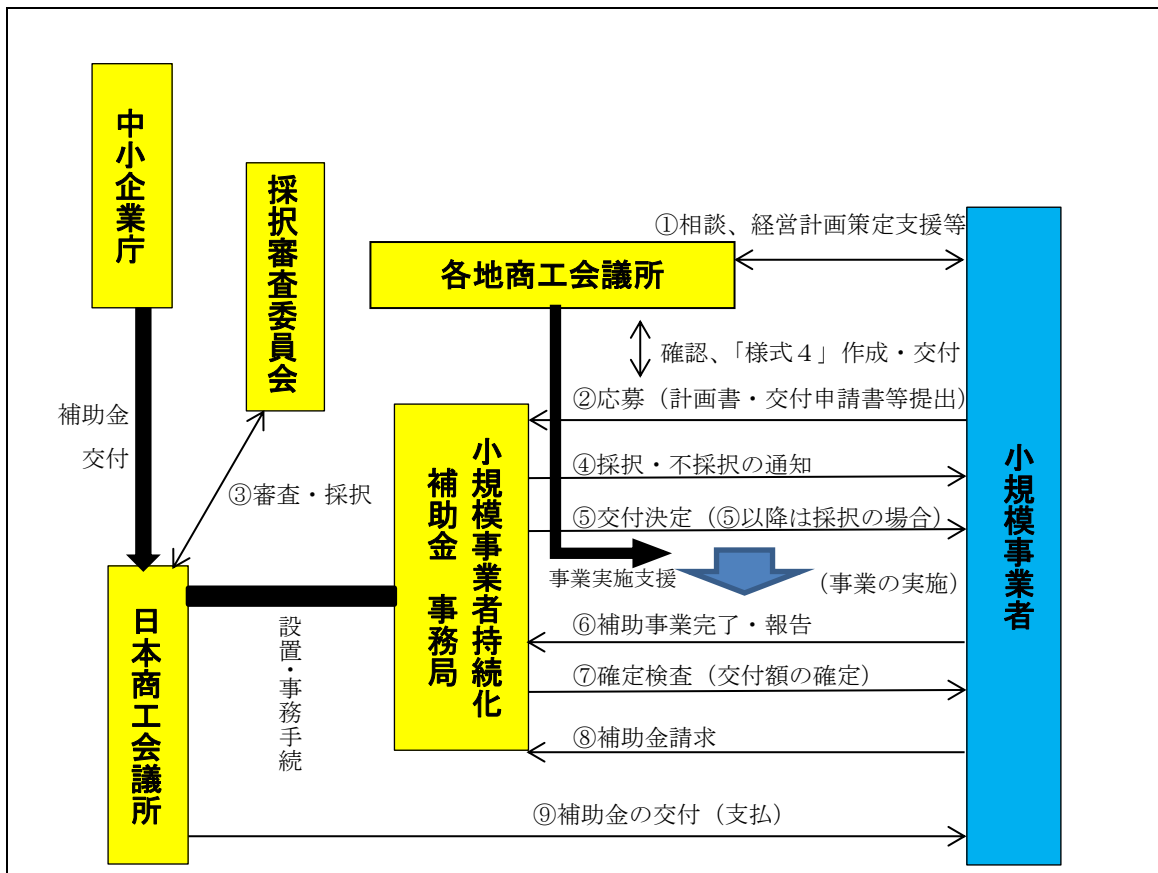 中小企業庁
採択審査委員会
①相談、経営計画策定支援等
各地商工会議所
確認、「様式４」作成・交付
②応募（計画書・交付申請書等提出）
補助金
交付
③審査・採択
小規模事業者持続化
補助金　事務局
④採択・不採択の通知
⑤交付決定（⑤以降は採択の場合）
事業実施支援
（事業の実施）
小規模事業者
日本商工会議所
設置・事務手続
⑥補助事業完了・報告
⑦確定検査（交付額の確定）
⑧補助金請求
⑨補助金の交付（支払）